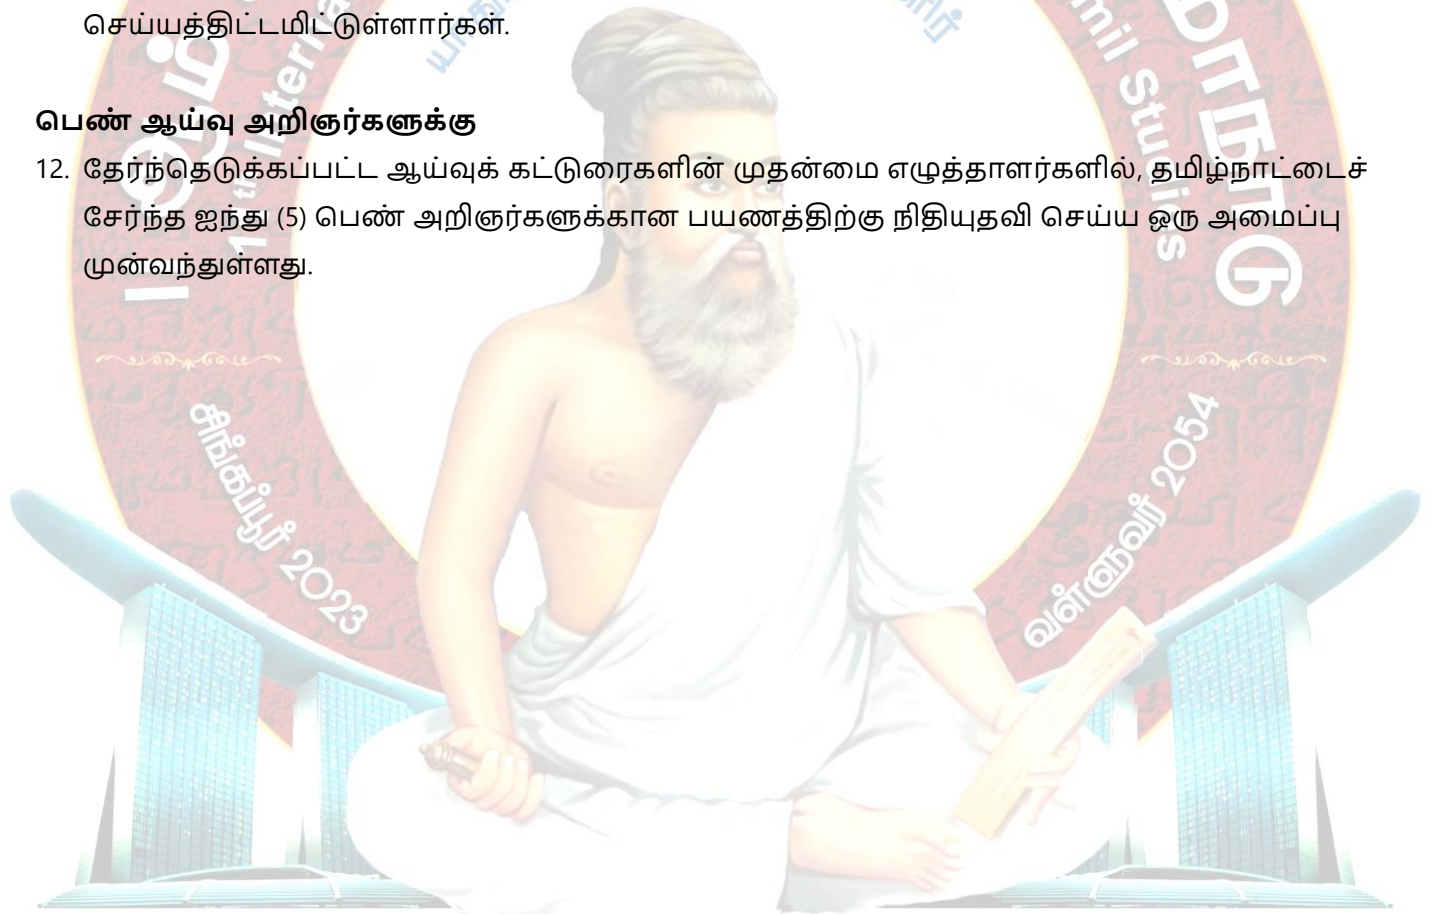 செய்யத்திட்டமிட்டுள்ளார்கள்.
பெண் ஆய்வு அறிஞர்களுக்கு
12. தேர்ந்தெடுக்கப்பட்ட ஆய்வுக் கட்டுரைகளின் முதன்மை எழுத்தாளர்களில், தமிழ்நாட்டைச்
சேர்ந்த ஐந்து (5) பெண் அறிஞர்களுக்கான பயணத்திற்கு நிதியுதவி செய்ய ஒரு அமைப்பு
முன்வந்துள்ளது.
சிங்கப்பூர் 2023
வள்ளுவர் 2054
Studies